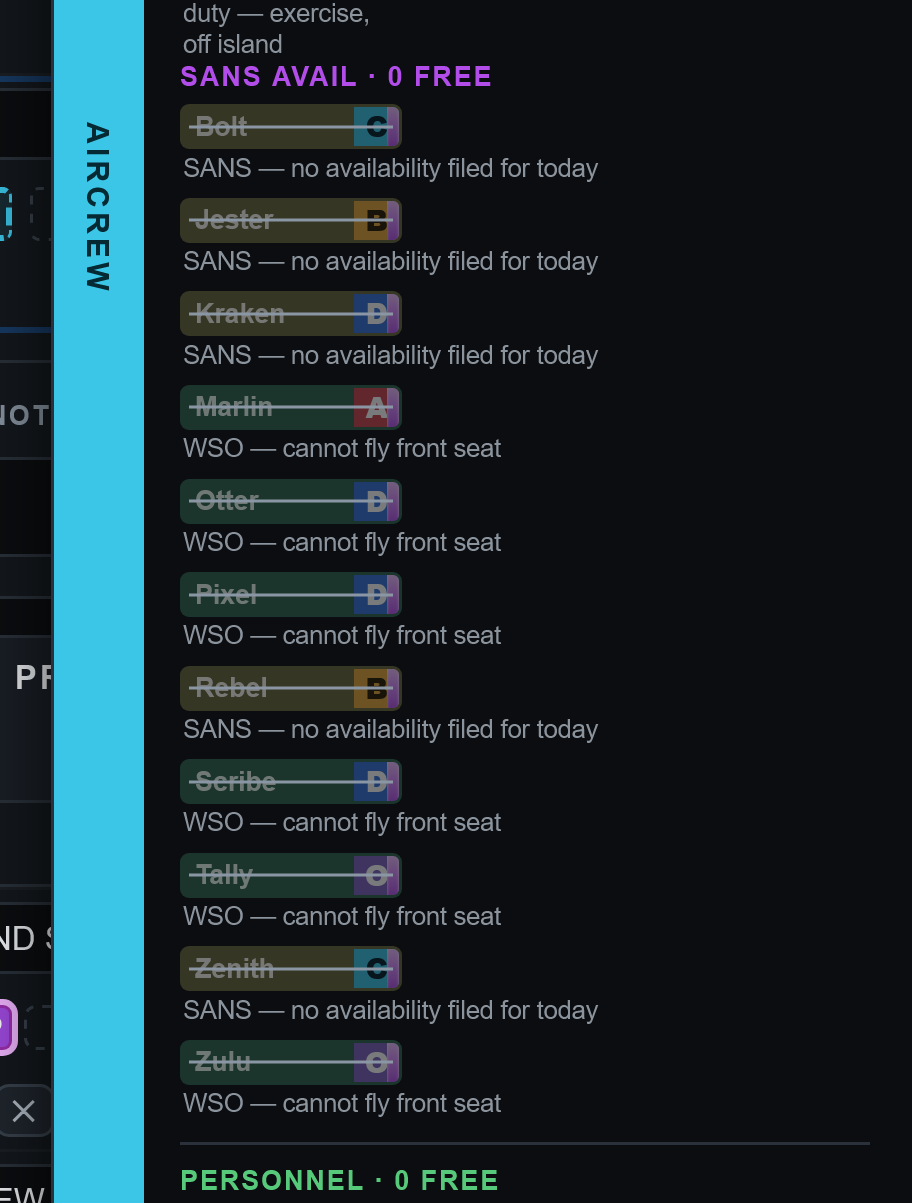 duty — exercise,
off island
SANS AVAIL · 0 FREE
AIRCREW
Bolt C
SANS — no availability filed for today
Jester B
SANS — no availability filed for today
Kraken D
SANS — no availability filed for today
Marlin A
WSO — cannot fly front seat
Otter D
WSO — cannot fly front seat
Pixel D
WSO — cannot fly front seat
Rebel B
SANS — no availability filed for today
Scribe D
WSO — cannot fly front seat
Tally O
WSO — cannot fly front seat
Zenith C
SANS — no availability filed for today
Zulu O
WSO — cannot fly front seat
PERSONNEL · 0 FREE